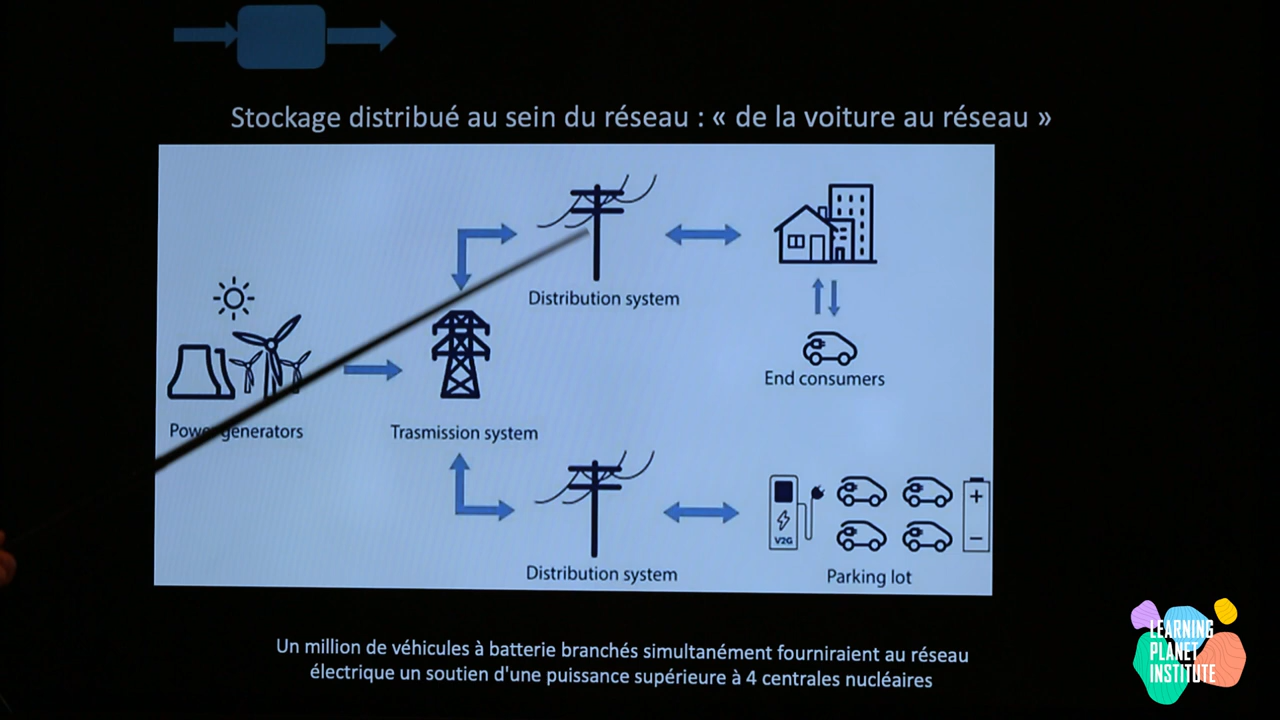 Stockage distribué au sein du réseau : « de la voiture au réseau »
Distribution system
End consumers
Power generators
Trasmission system
V2G
+
−
Distribution system
Parking lot
Un million de véhicules à batterie branchés simultanément fourniraient au réseau
électrique un soutien d'une puissance supérieure à 4 centrales nucléaires
LEARNING
PLANET
INSTITUTE